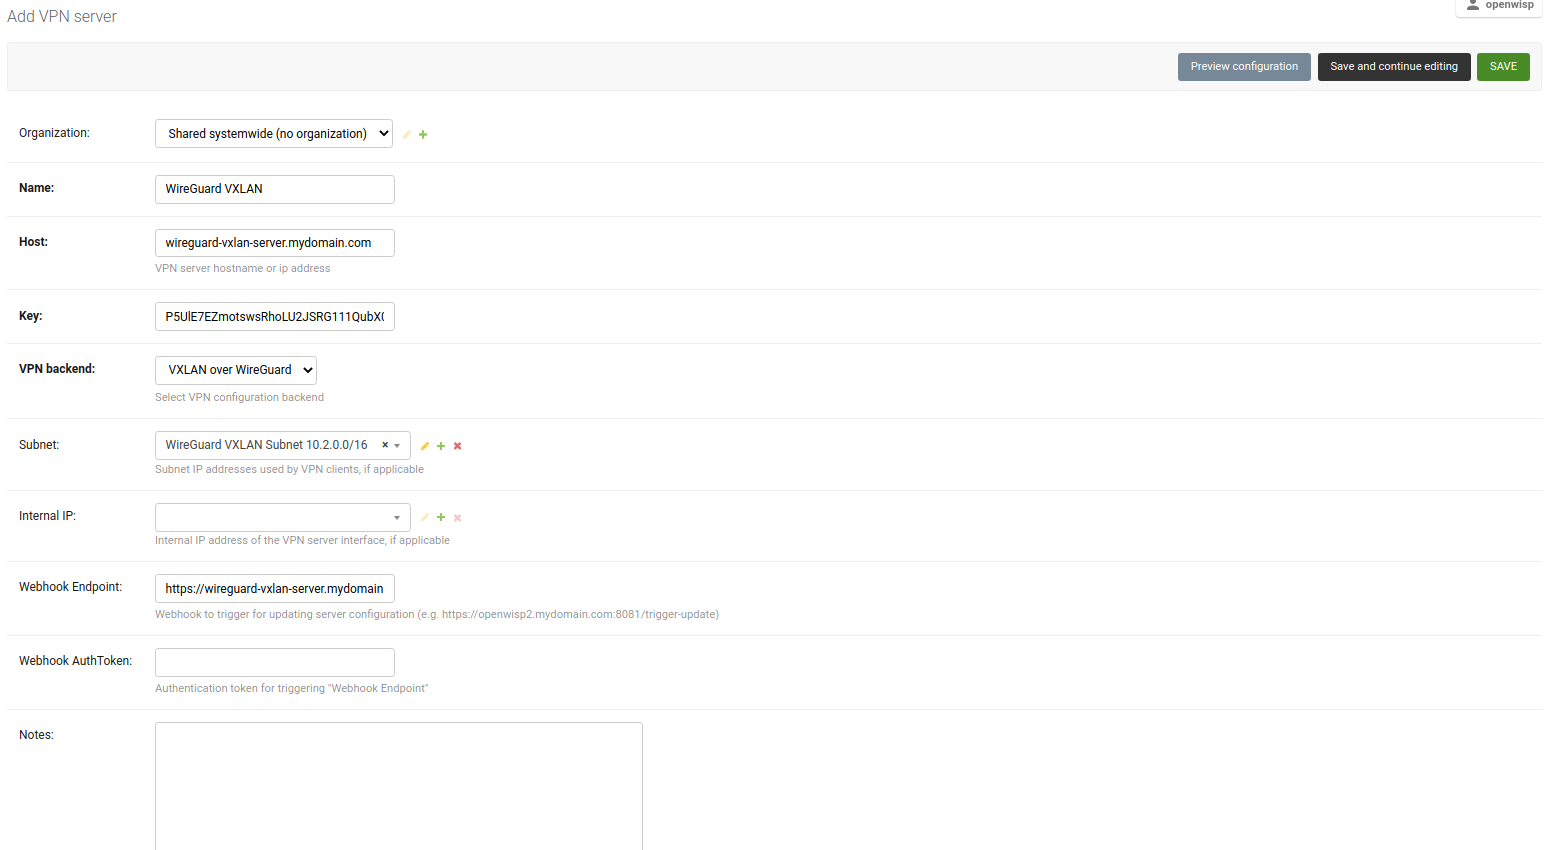 Add VPN server
openwisp
Preview configuration
Save and continue editing
SAVE
Organization:
Shared systemwide (no organization)
Name:
WireGuard VXLAN
Host:
wireguard-vxlan-server.mydomain.com
VPN server hostname or ip address
Key:
P5UlE7EZmotswsRhoLU2JSRG111QubX
VPN backend:
VXLAN over WireGuard
Select VPN configuration backend
Subnet:
WireGuard VXLAN Subnet 10.2.0.0/16
Subnet IP addresses used by VPN clients, if applicable
Internal IP:
Internal IP address of the VPN server interface, if applicable
Webhook Endpoint:
https://wireguard-vxlan-server.mydomain
Webhook to trigger for updating server configuration (e.g. https://openwisp2.mydomain.com:8081/trigger-update)
Webhook AuthToken:
Authentication token for triggering "Webhook Endpoint"
Notes: